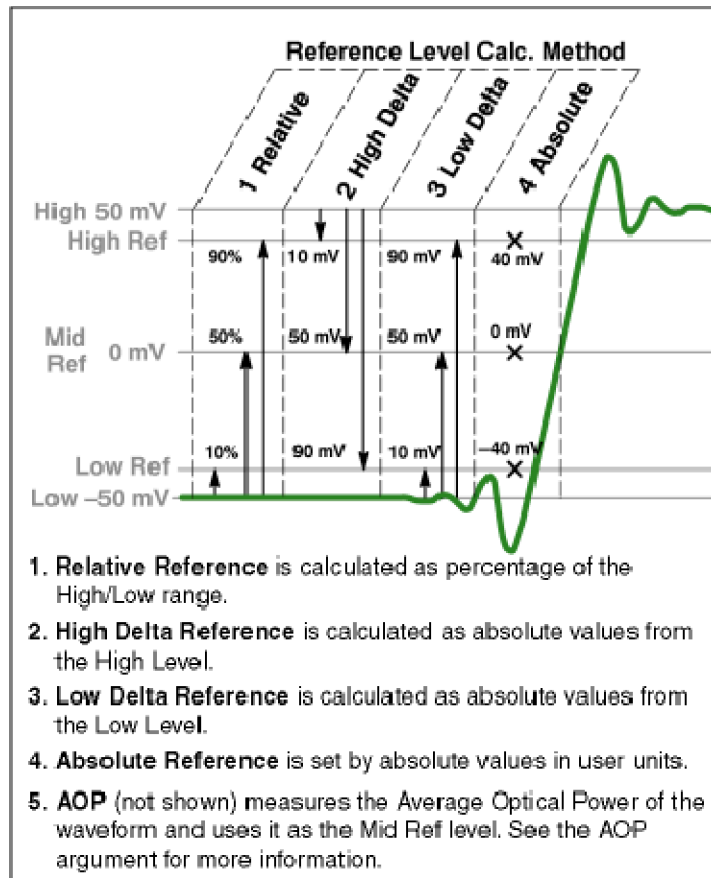 Reference Level Calc. Method
1 Relative
2 High Delta
3 Low Delta
4 Absolute
High 50 mV
High Ref
90%
10 mV
90 mV
40 mV
Mid Ref
0 mV
50%
50 mV
50 mV
0 mV
Low Ref
10%
90 mV
10 mV
–40 mV
Low –50 mV
1. Relative Reference is calculated as percentage of the
High/Low range.
2. High Delta Reference is calculated as absolute values from
the High Level.
3. Low Delta Reference is calculated as absolute values from
the Low Level.
4. Absolute Reference is set by absolute values in user units.
5. AOP (not shown) measures the Average Optical Power of the
waveform and uses it as the Mid Ref level. See the AOP
argument for more information.